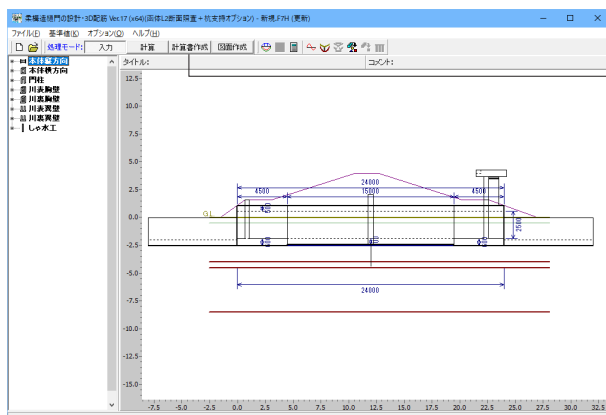 柔構造樋門の設計・3D配筋 Ver.17 (x64)(函体L2断面照査+杭支持オプション) - 新規.F7H (更新)
ファイル(F) 基準値(K) オプション(O) ヘルプ(H)
処理モード: 入力 計算 計算書作成 図面作成
本体縦方向
本体横方向
門柱
川表胸壁
川裏胸壁
川表翼壁
川裏翼壁
しゃ水工
タイトル: コメント:
12.5
10.0
7.5
5.0
2.5
0.0
-2.5
-5.0
-7.5
-10.0
-12.5
-15.0
24000
4500 15000 4500
G.L
500
2500
600
600
24000
-7.5 -5.0 -2.5 0.0 2.5 5.0 7.5 10.0 12.5 15.0 17.5 20.0 22.5 25.0 27.5 30.0 32.5